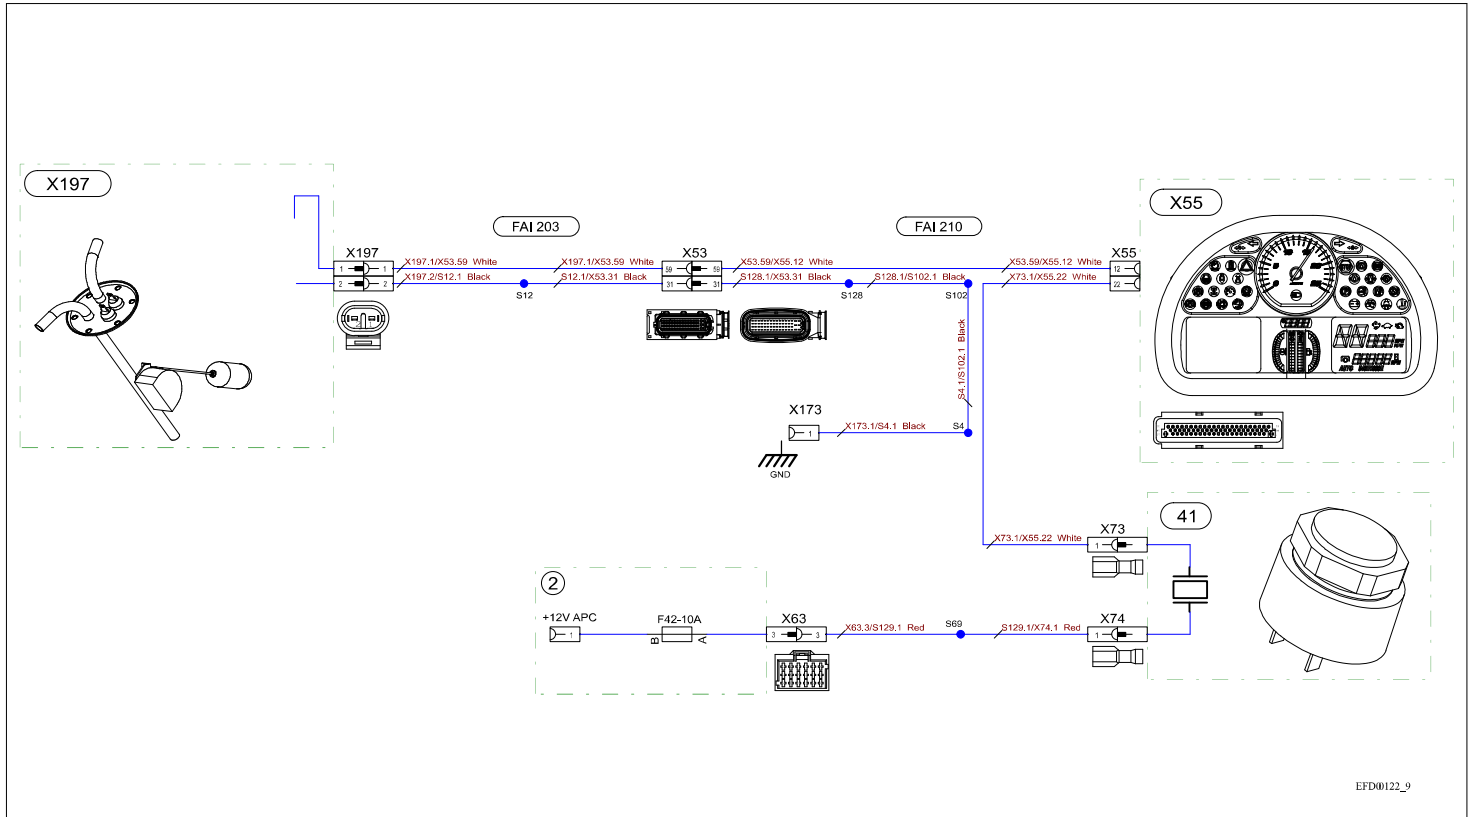 X197
X55
FAI 203
FAI 210
X197
X53
X55
X197.1/X53.59 White
X197.1/X53.59 White
X53.59/X55.12 White
X53.59/X55.12 White
1 1
59 59
12
X197.2/S12.1 Black
S12.1/X53.31 Black
S128.1/X53.31 Black
S128.1/S102.1 Black
X73.1/X55.22 White
2 2
31 31
22
S12
S128
S102
S4.1/S102.1 Black
X173
1
X173.1/S4.1 Black
S4
GND
41
X73
X73.1/X55.22 White
1
2
+12V APC
F42-10A
X63
X74
1
B
A
3 3
X63.3/S129.1 Red
S69
S129.1/X74.1 Red
1
EFD00122_9